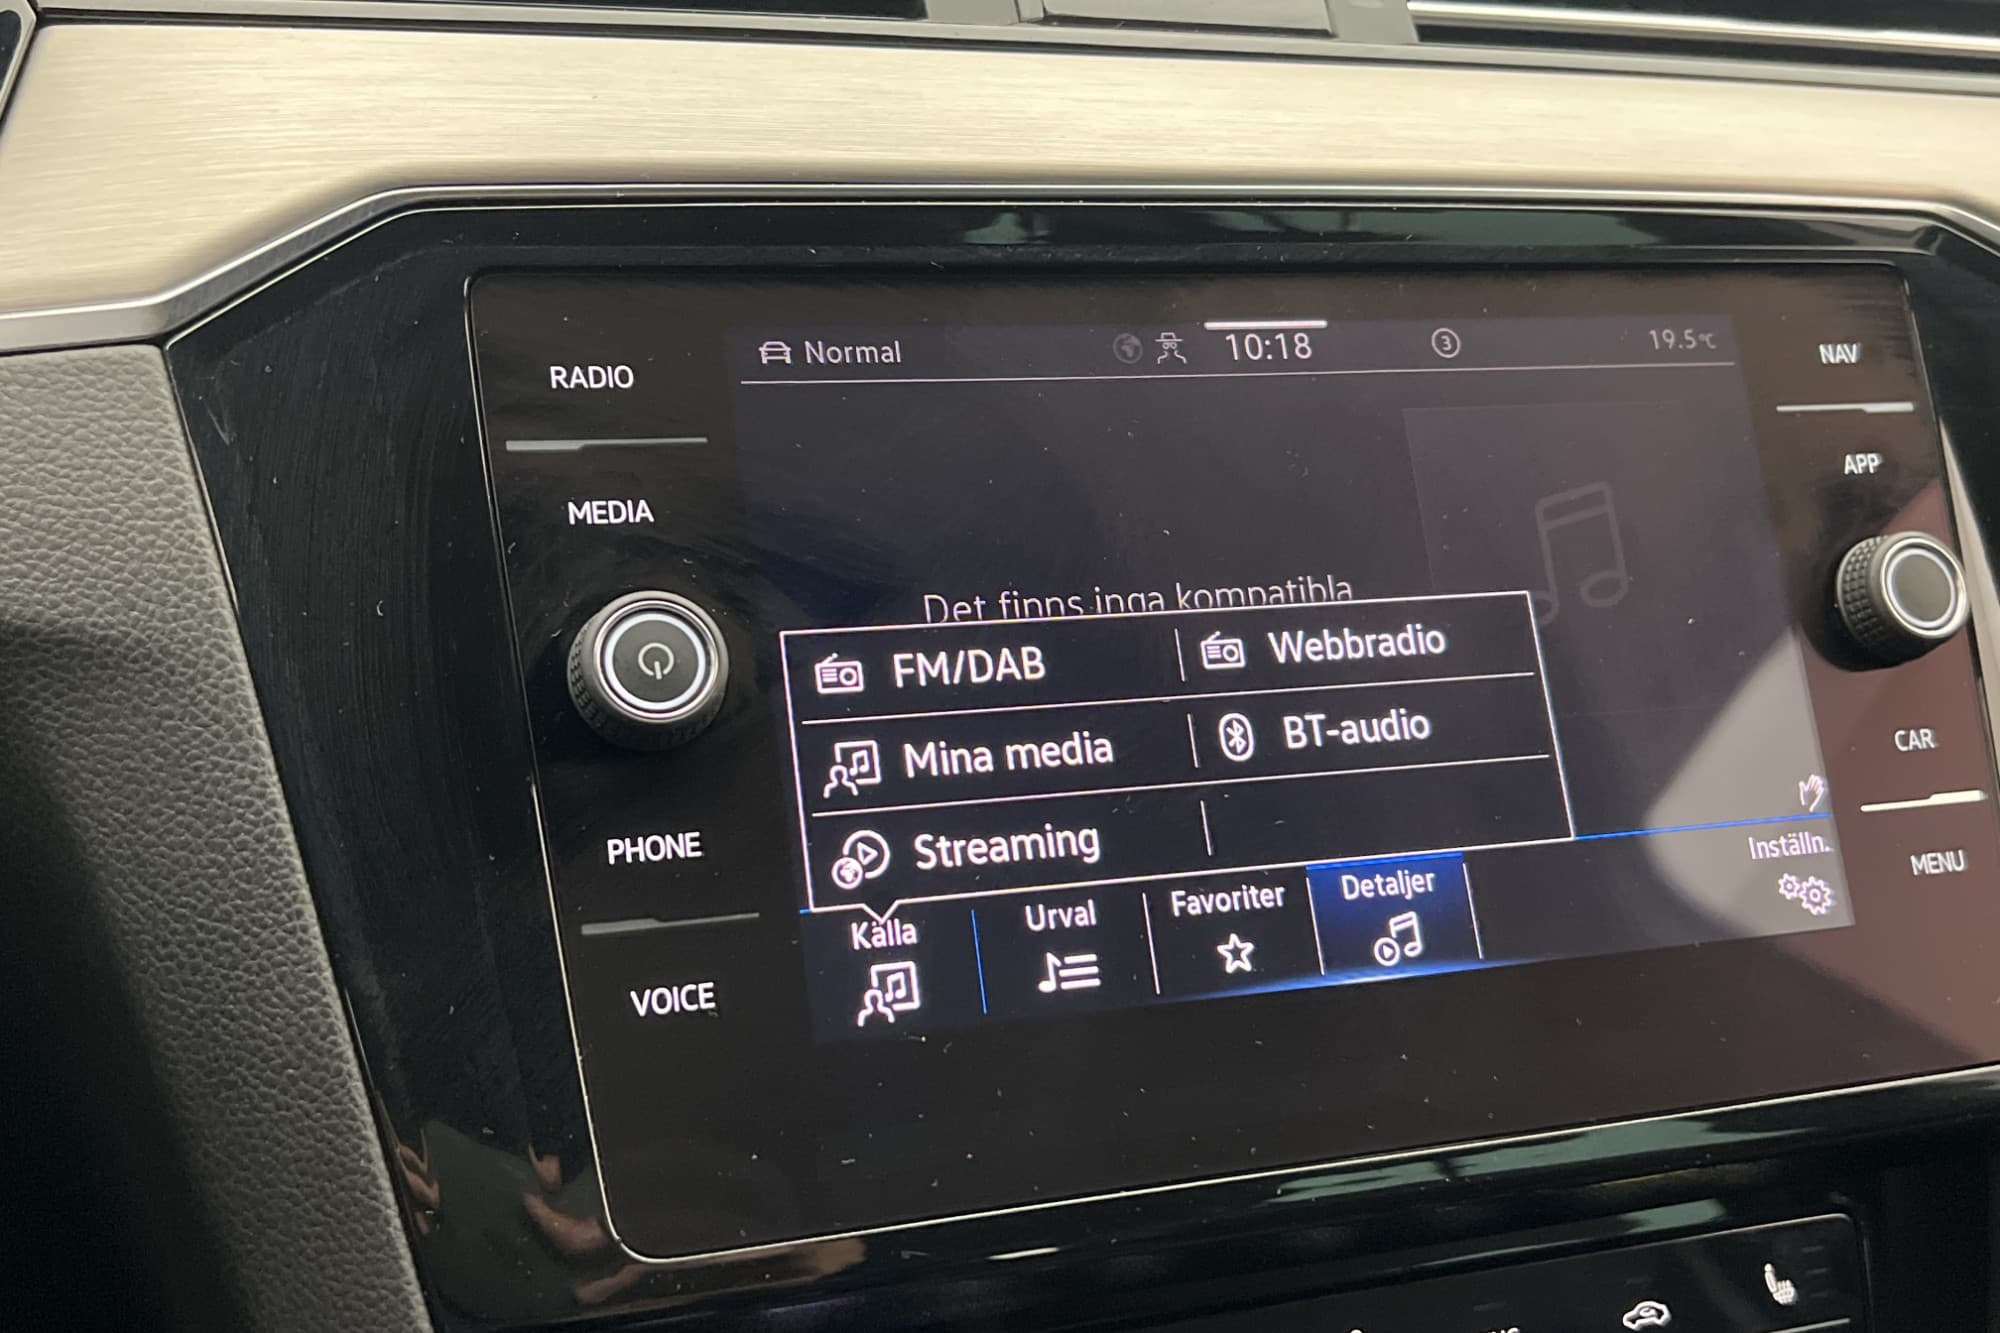 RADIO
MEDIA
PHONE
VOICE
Normal
10:18
3
19.5°C
Det finns inga kompatibla
FM/DAB
Webbradio
Mina media
BT-audio
Streaming
Källa
Urval
Favoriter
Detaljer
Inställn.
NAV
APP
CAR
MENU